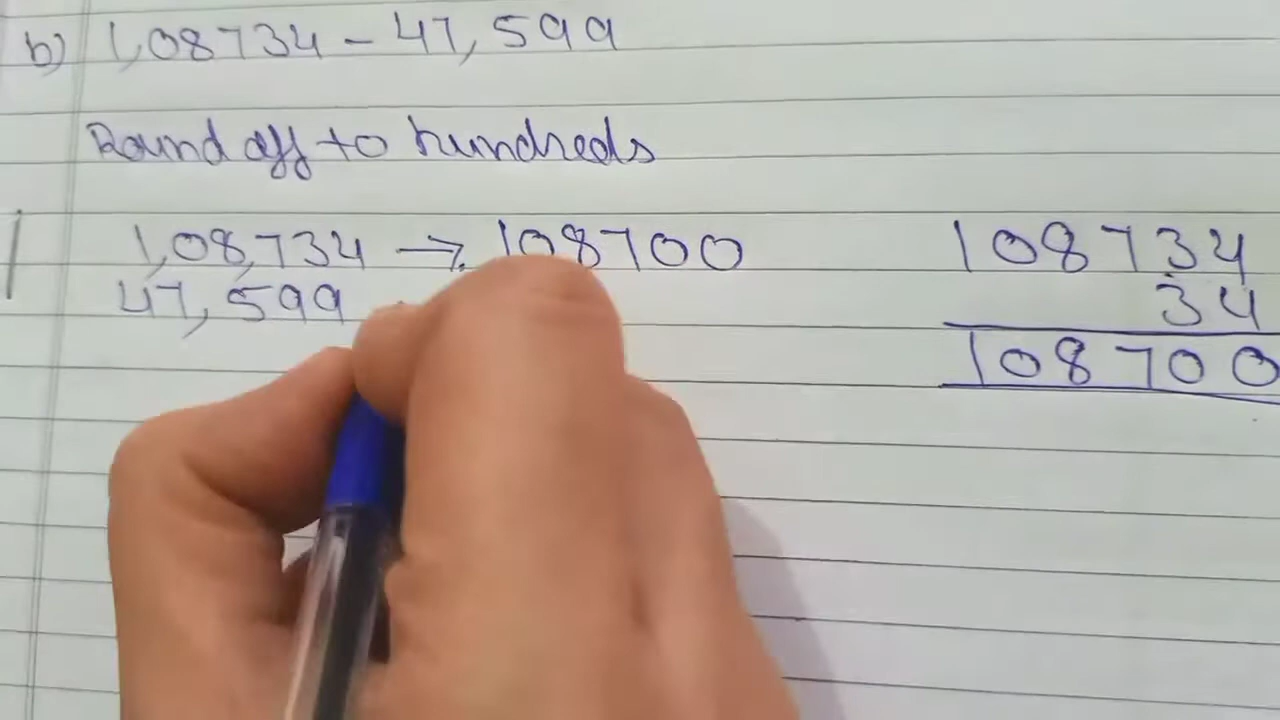 b) 1,08734 - 47,599
Round off to hundreds
1,08,734 → 108700
47,599
108734
34
108700